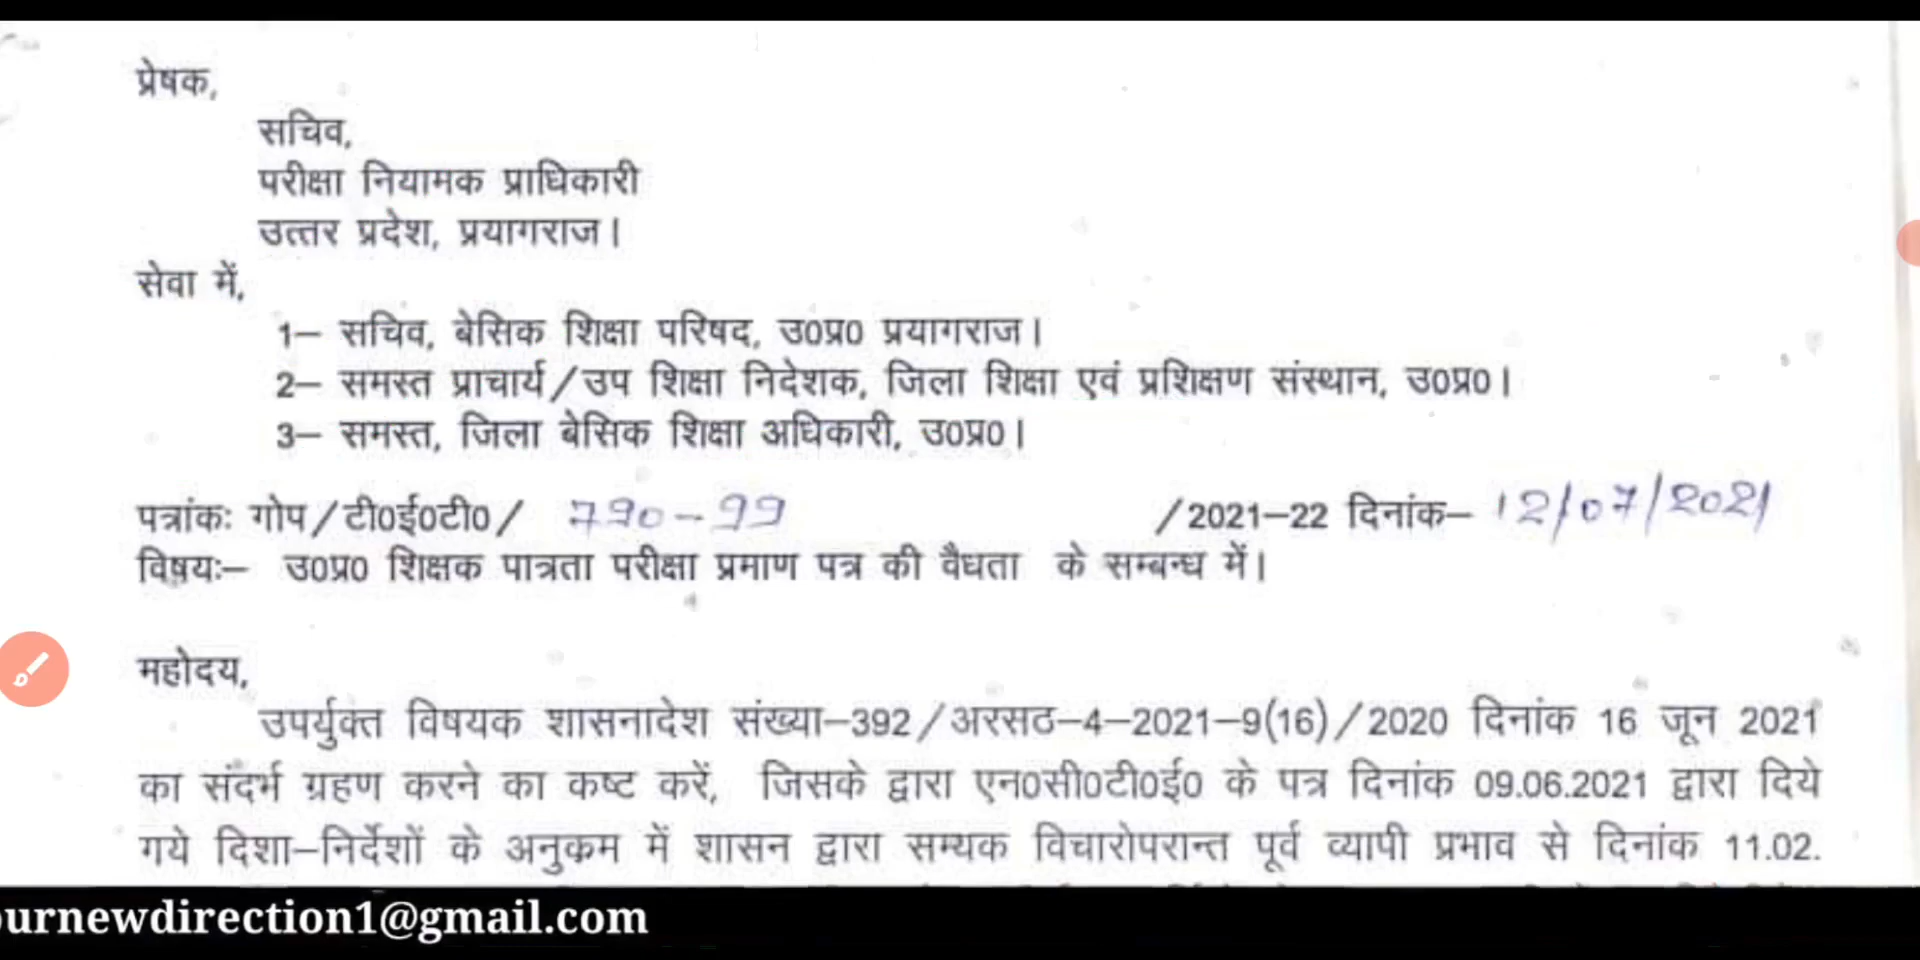 प्रेषक,
सचिव,
परीक्षा नियामक प्राधिकारी
उत्तर प्रदेश, प्रयागराज।
सेवा में,
1– सचिव, बेसिक शिक्षा परिषद, उ0प्र0 प्रयागराज।
2– समस्त प्राचार्य/उप शिक्षा निदेशक, जिला शिक्षा एवं प्रशिक्षण संस्थान, उ0प्र0।
3– समस्त, जिला बेसिक शिक्षा अधिकारी, उ0प्र0।
पत्रांकः गोप/टी0ई0टी0/ /2021–22 दिनांक– 12/07/2021
विषयः– उ0प्र0 शिक्षक पात्रता परीक्षा प्रमाण पत्र की वैधता के सम्बन्ध में।
महोदय,
उपर्युक्त विषयक शासनादेश संख्या–392/अरसठ–4–2021–9(16)/2020 दिनांक 16 जून 2021
का संदर्भ ग्रहण करने का कष्ट करें, जिसके द्वारा एन0सी0टी0ई0 के पत्र दिनांक 09.06.2021 द्वारा दिये
गये दिशा–निर्देशों के अनुक्रम में शासन द्वारा सम्यक विचारोपरान्त पूर्व व्यापी प्रभाव से दिनांक 11.02.
urnewdirection1@gmail.com